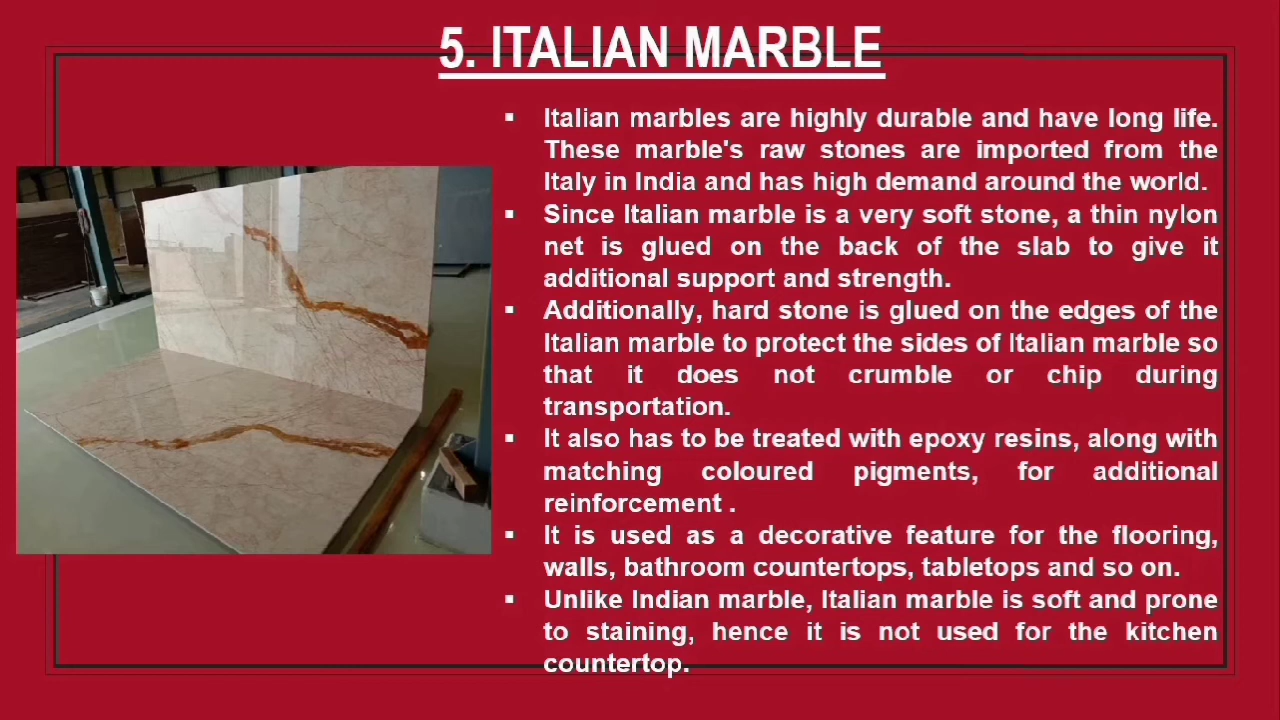 5. ITALIAN MARBLE
▪ Italian marbles are highly durable and have long life.
These marble's raw stones are imported from the
Italy in India and has high demand around the world.
▪ Since Italian marble is a very soft stone, a thin nylon
net is glued on the back of the slab to give it
additional support and strength.
▪ Additionally, hard stone is glued on the edges of the
Italian marble to protect the sides of Italian marble so
that it does not crumble or chip during
transportation.
▪ It also has to be treated with epoxy resins, along with
matching coloured pigments, for additional
reinforcement .
▪ It is used as a decorative feature for the flooring,
walls, bathroom countertops, tabletops and so on.
▪ Unlike Indian marble, Italian marble is soft and prone
to staining, hence it is not used for the kitchen
countertop.